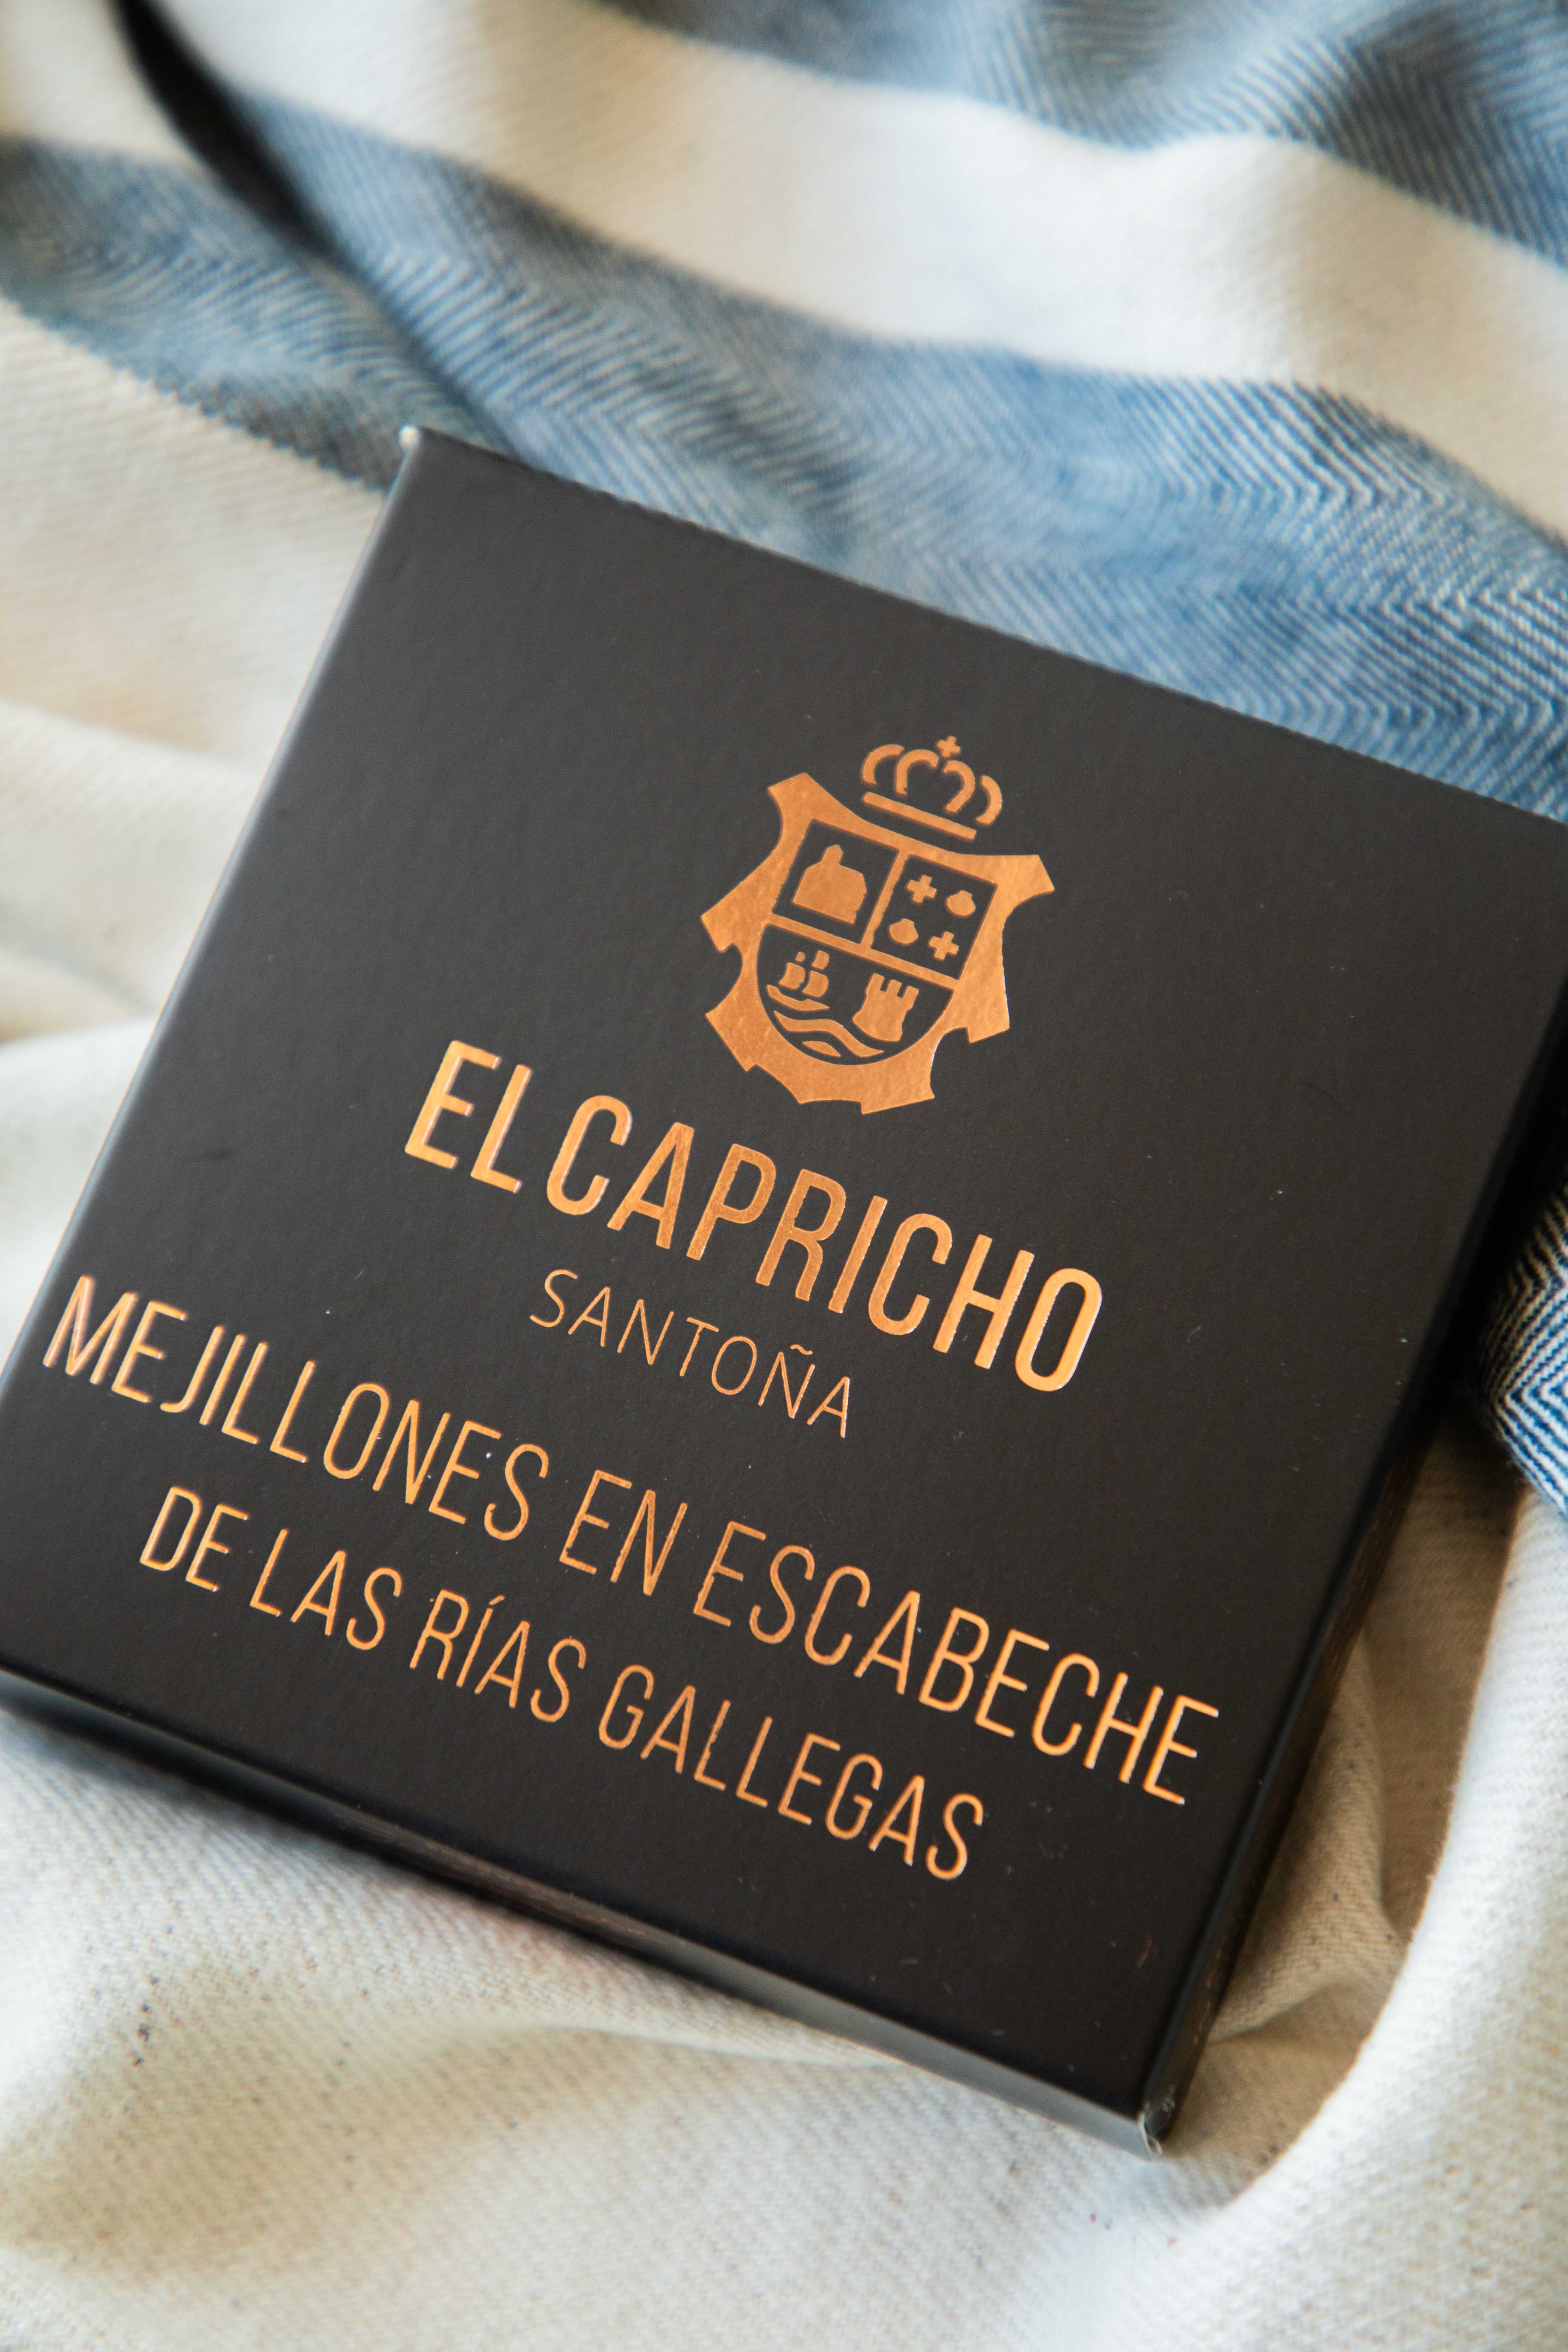 EL CAPRICHO
SANTOÑA
MEJILLONES EN ESCABECHE
DE LAS RÍAS GALLEGAS